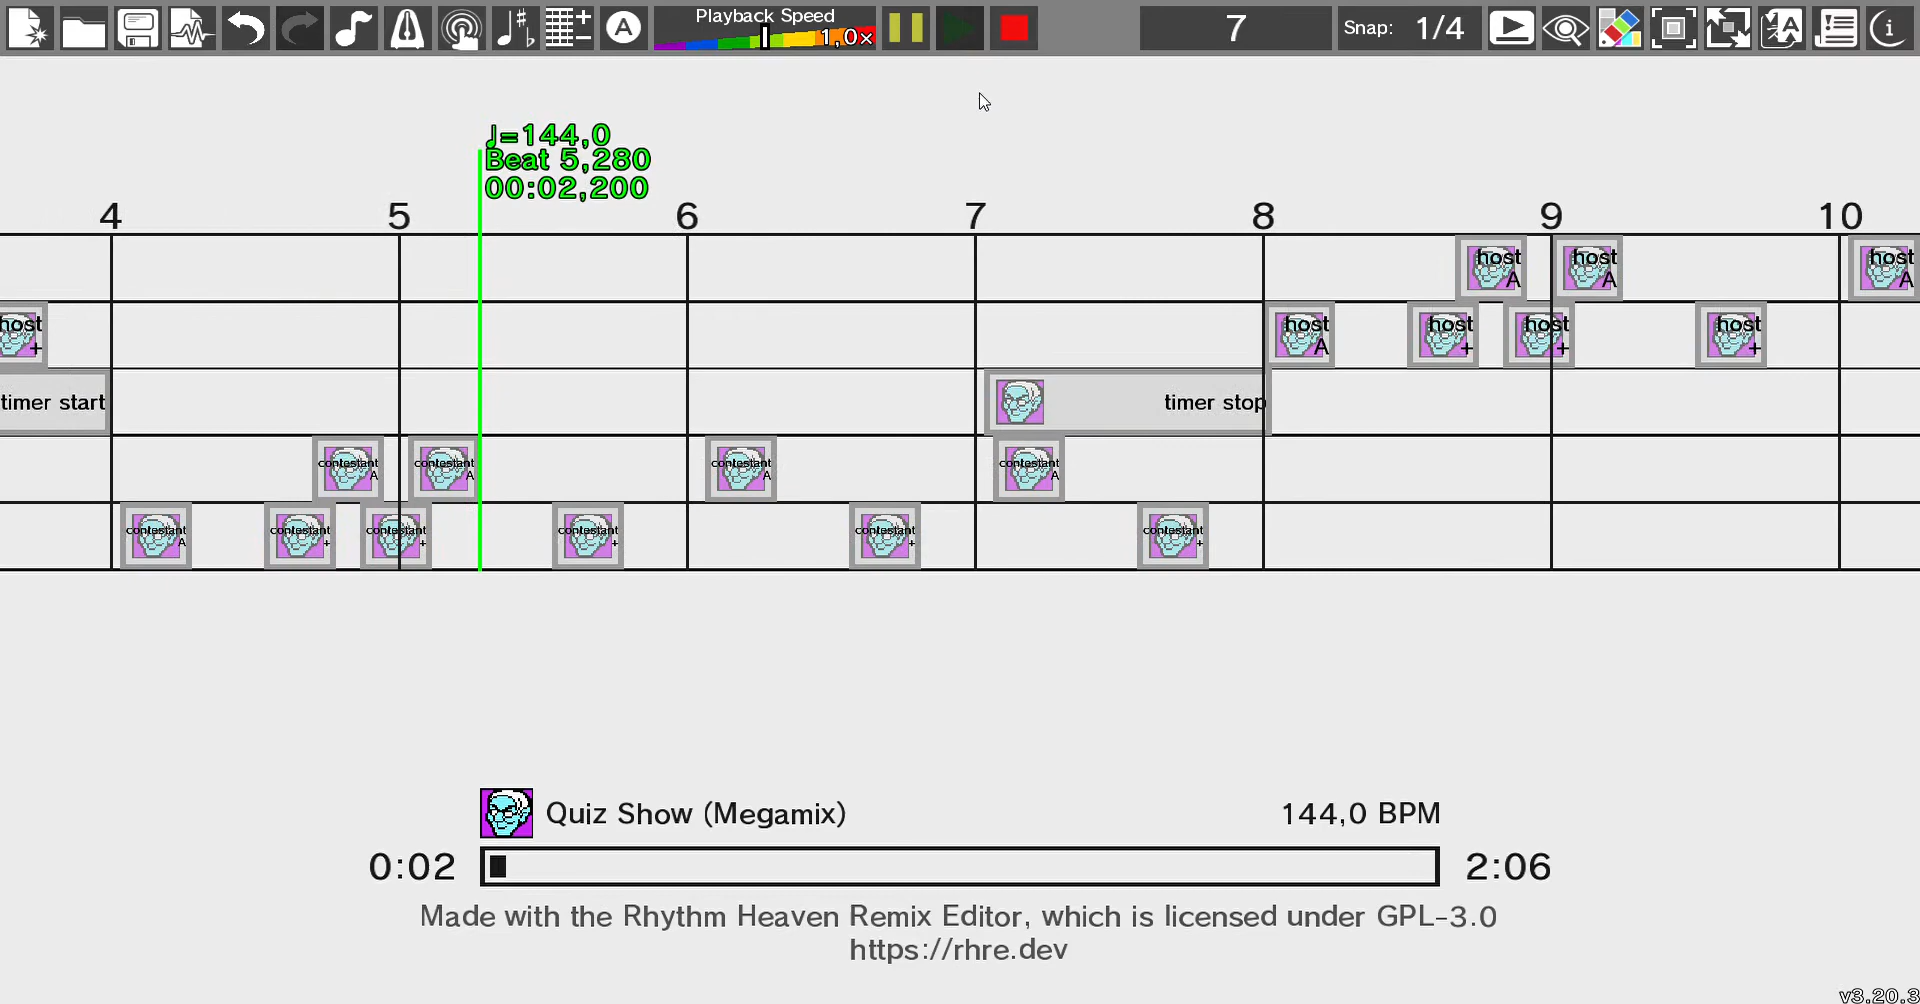 A
Playback Speed
1,0x
7
Snap: 1/4
A
i
♩=144,0
Beat 5,280
00:02,200
4 5 6 7 8 9 10
host A host A host A
host + host A host + host + host +
timer start timer stop
contestant A contestant A contestant A contestant A
contestant A contestant + contestant + contestant + contestant + contestant +
Quiz Show (Megamix) 144,0 BPM
0:02 2:06
Made with the Rhythm Heaven Remix Editor, which is licensed under GPL-3.0
https://rhre.dev
v3.20.3